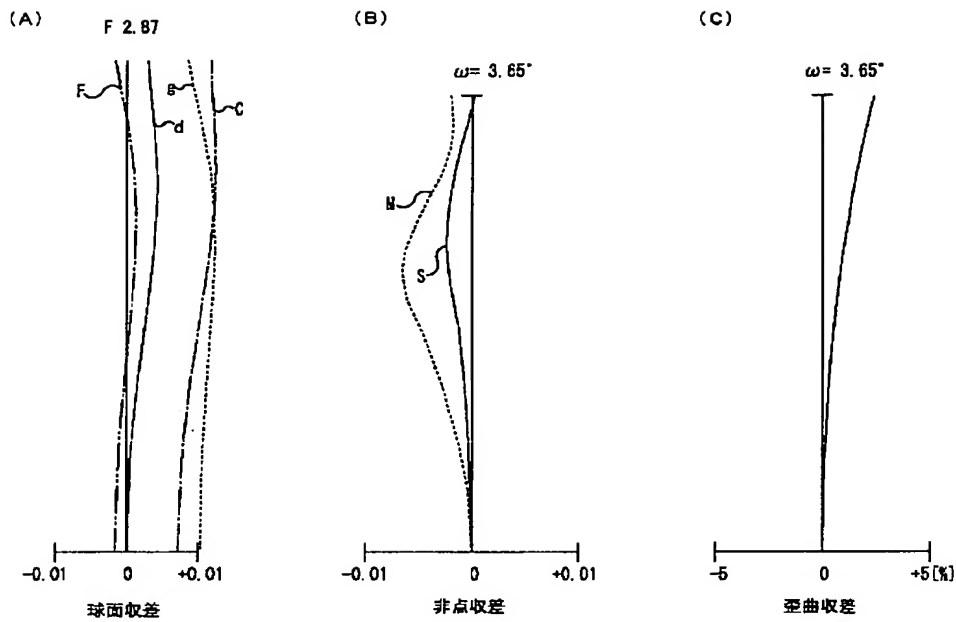 (A)
F 2.87
F
g
C
d
-0.01
0
+0.01
球面収差
(B)
ω= 3.65°
M
S
-0.01
0
+0.01
非点収差
(C)
ω= 3.65°
-5
0
+5[%]
歪曲収差